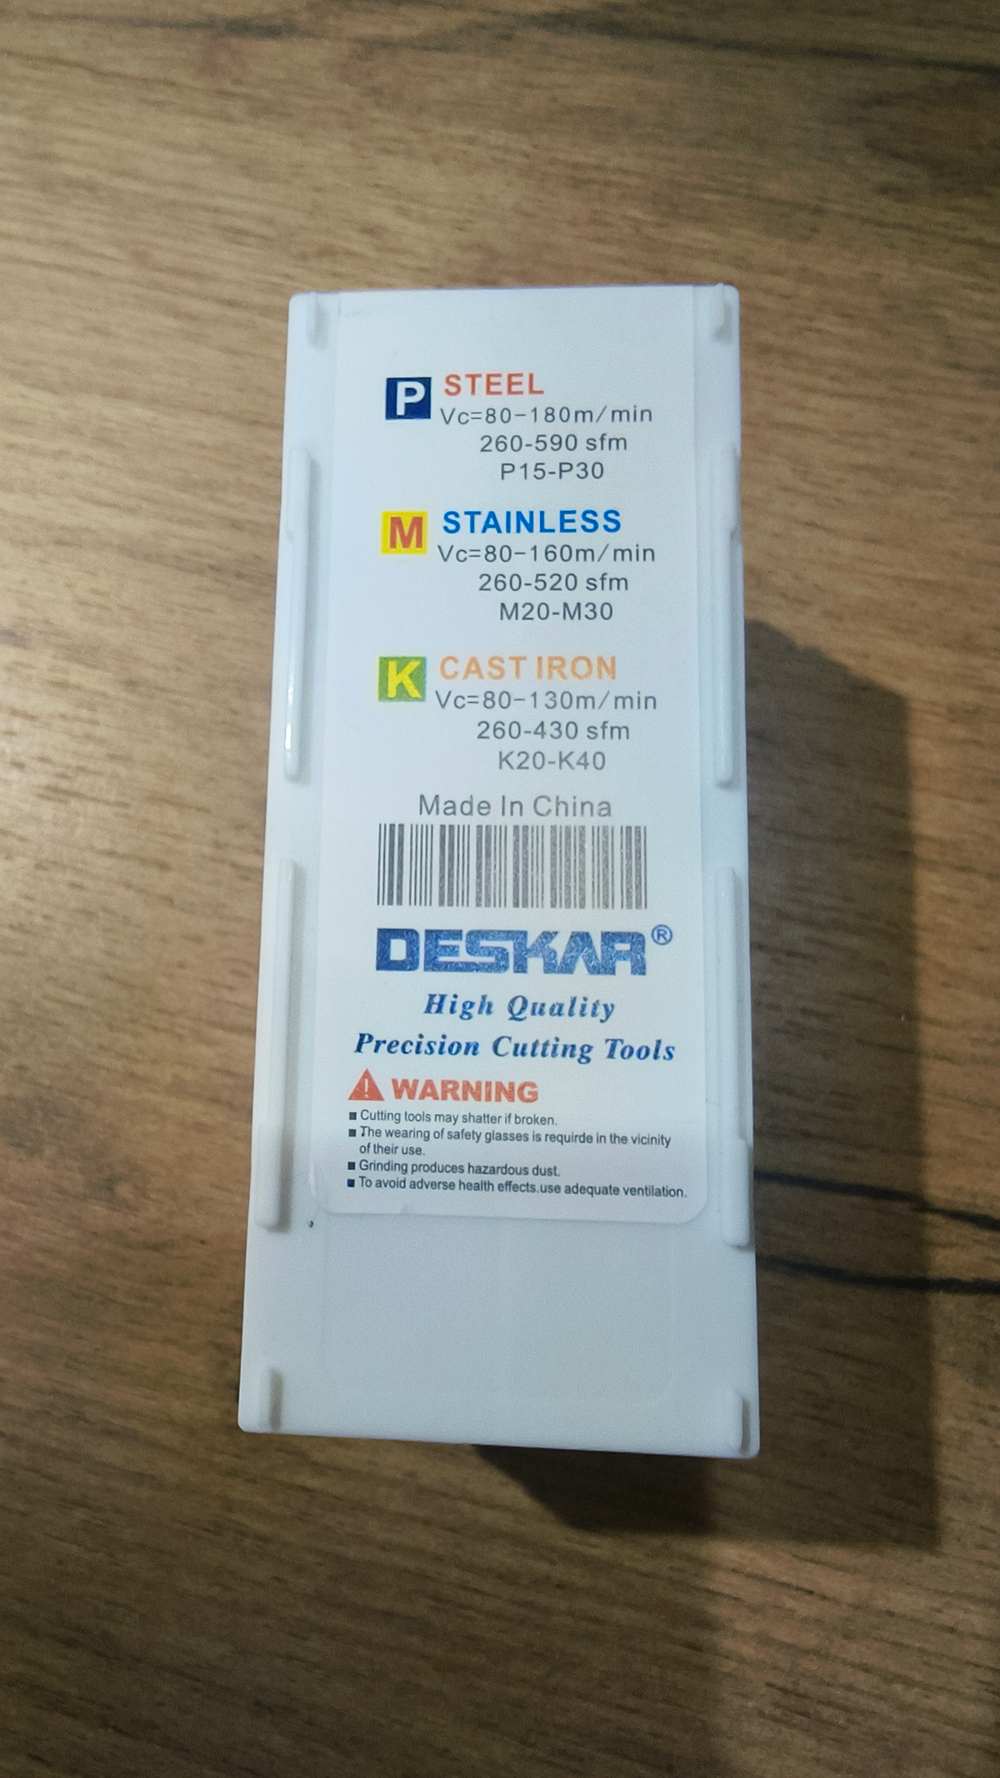 P STEEL
Vc=80-180m/min
260-590 sfm
P15-P30
M STAINLESS
Vc=80-160m/min
260-520 sfm
M20-M30
K CAST IRON
Vc=80-130m/min
260-430 sfm
K20-K40
Made In China
DESKAR®
High Quality
Precision Cutting Tools
WARNING
■ Cutting tools may shatter if broken.
■ The wearing of safety glasses is requirde in the vicinity
of their use.
■ Grinding produces hazardous dust.
■ To avoid adverse health effects.use adequate ventilation.